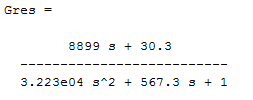 Gres =
8899 s + 30.3
--------------------------
3.223e04 s^2 + 567.3 s + 1